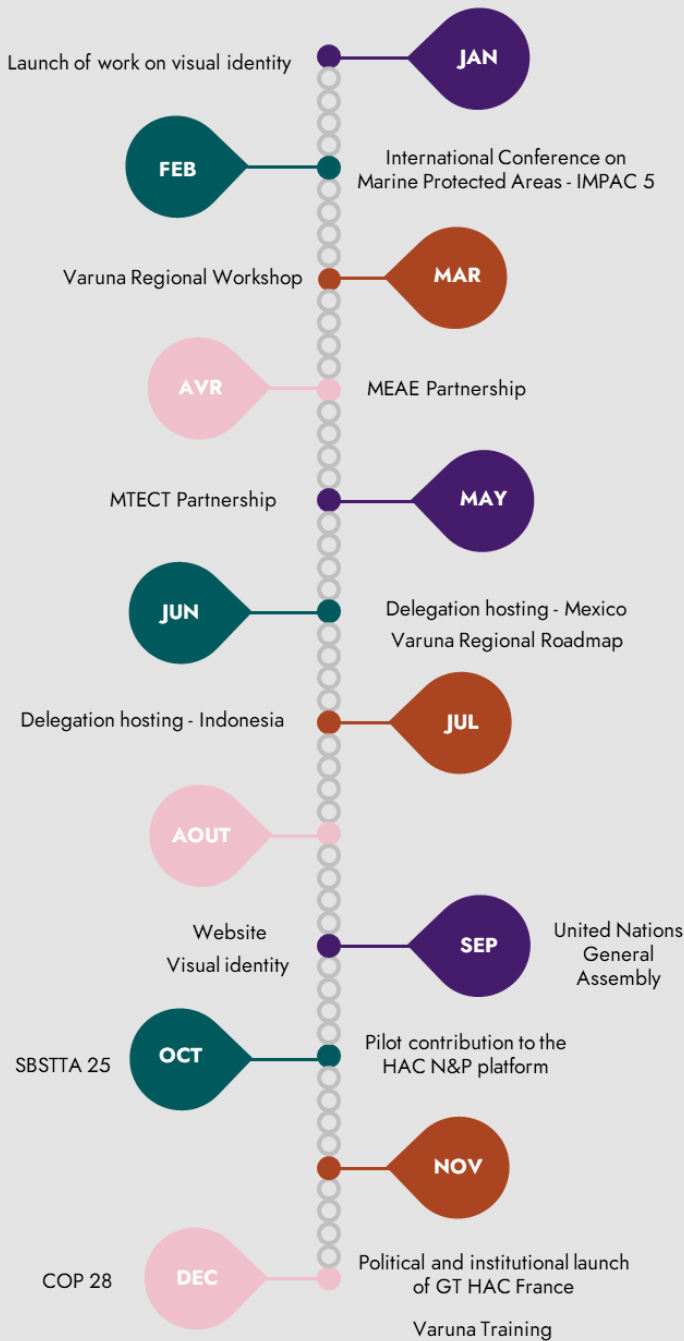 Launch of work on visual identity
JAN
FEB
International Conference on
Marine Protected Areas - IMPAC 5
Varuna Regional Workshop
MAR
AVR
MEAE Partnership
MTECT Partnership
MAY
JUN
Delegation hosting - Mexico
Varuna Regional Roadmap
Delegation hosting - Indonesia
JUL
AOUT
Website
Visual identity
SEP
United Nations
General
Assembly
SBSTTA 25
OCT
Pilot contribution to the
HAC N&P platform
NOV
COP 28
DEC
Political and institutional launch
of GT HAC France
Varuna Training